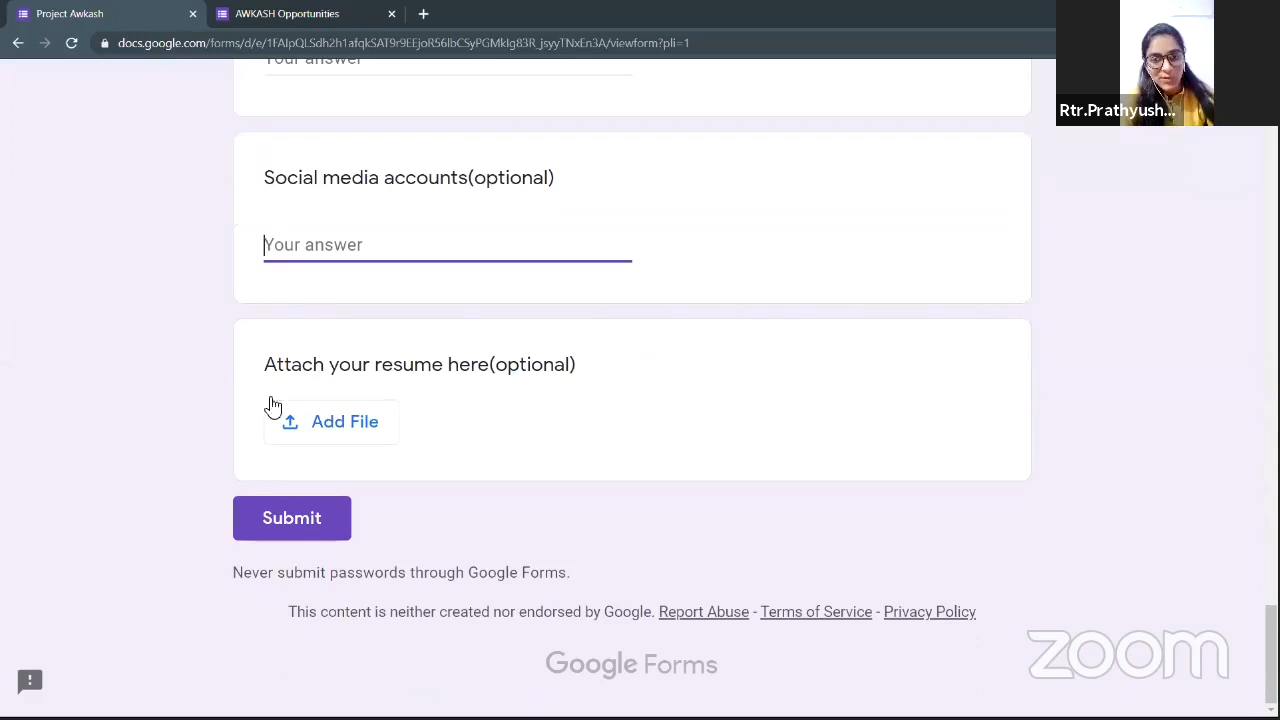 Project Awkash
AWKASH Opportunities
docs.google.com/forms/d/e/1FAIpQLSdh2h1afqkSAT9r9EEjoR56lbCSyPGMkIg83R_jsyyTNxEn3A/viewform?pli=1
Rtr.Prathyush...
Your answer
Social media accounts(optional)
Your answer
Attach your resume here(optional)
Add File
Submit
Never submit passwords through Google Forms.
This content is neither created nor endorsed by Google. Report Abuse - Terms of Service - Privacy Policy
Google Forms
zoom